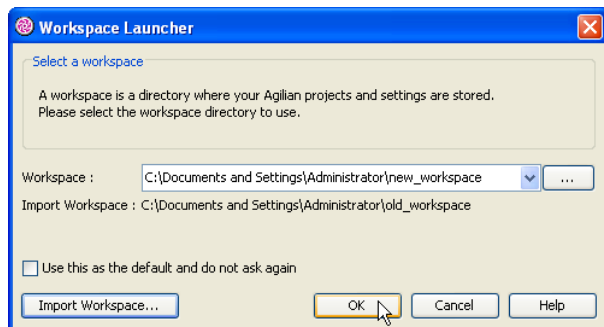 Workspace Launcher
Select a workspace
A workspace is a directory where your Agilian projects and settings are stored.
Please select the workspace directory to use.
Workspace : C:\Documents and Settings\Administrator\new_workspace ...
Import Workspace : C:\Documents and Settings\Administrator\old_workspace
Use this as the default and do not ask again
Import Workspace... OK Cancel Help